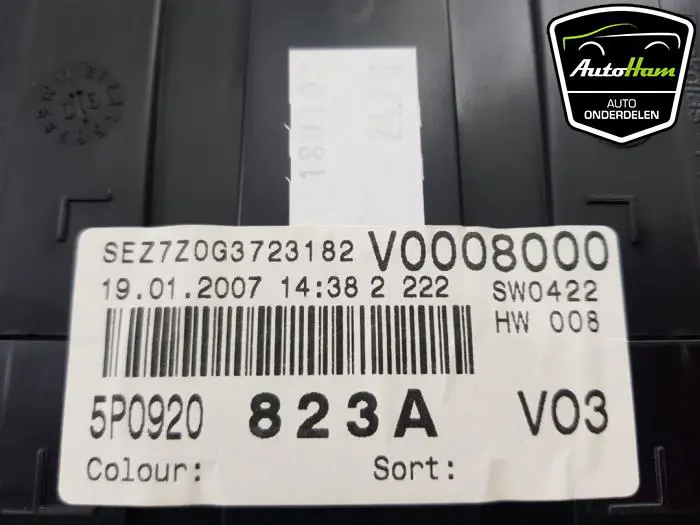 AutoHam
AUTO
ONDERDELEN
SEZ7Z0G3723182 V0008000
19.01.2007 14:38 2 222 SW0422
HW 008
5P0920 823A V03
Colour: Sort: